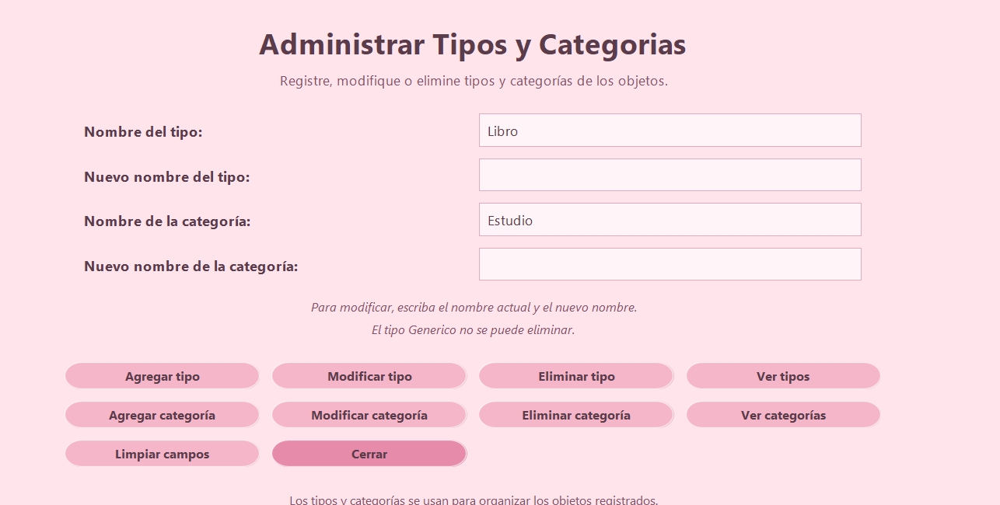 Administrar Tipos y Categorias
Registre, modifique o elimine tipos y categorías de los objetos.
Nombre del tipo: Libro
Nuevo nombre del tipo:
Nombre de la categoría: Estudio
Nuevo nombre de la categoría:
Para modificar, escriba el nombre actual y el nuevo nombre.
El tipo Generico no se puede eliminar.
Agregar tipo Modificar tipo Eliminar tipo Ver tipos
Agregar categoría Modificar categoría Eliminar categoría Ver categorías
Limpiar campos Cerrar
Los tipos y categorías se usan para organizar los objetos registrados.